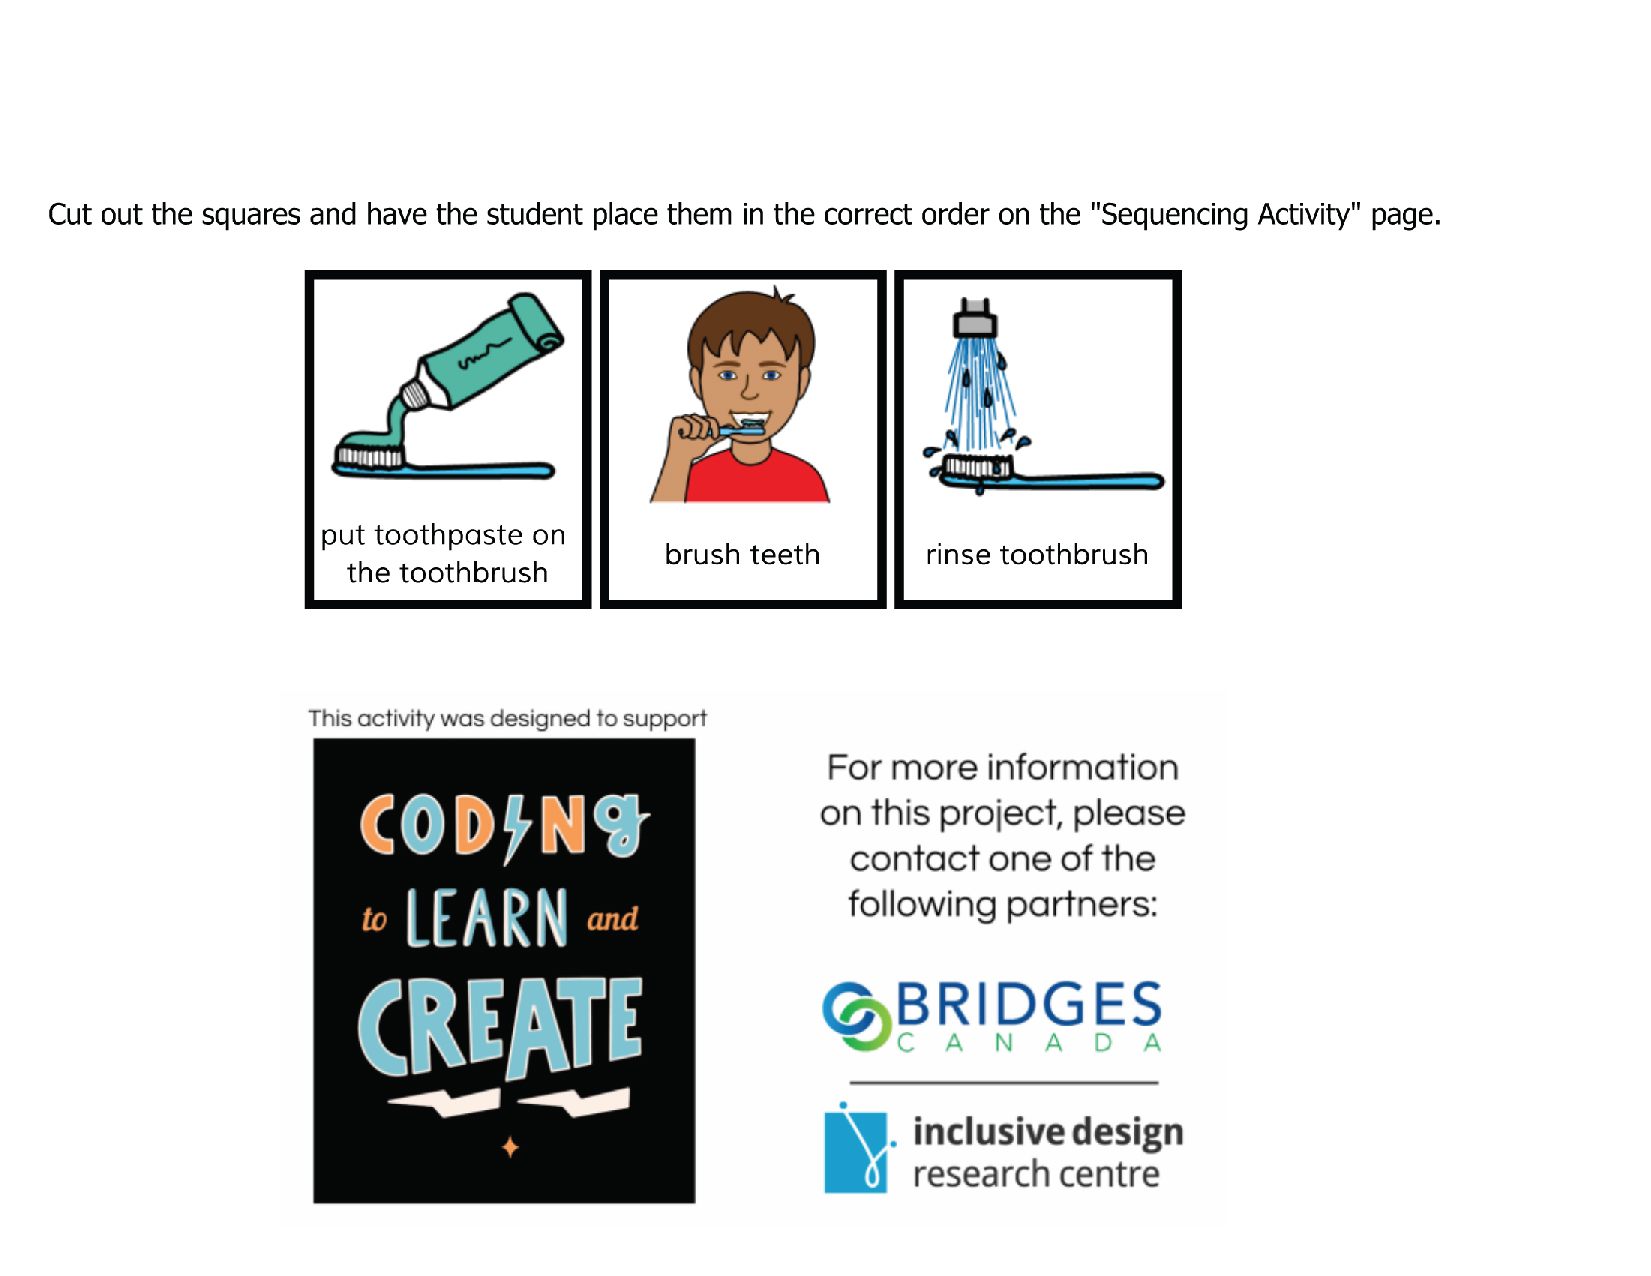 Cut out the squares and have the student place them in the correct order on the "Sequencing Activity" page.
put toothpaste on
the toothbrush
brush teeth
rinse toothbrush
This activity was designed to support
CODING
to LEARN and
CREATE
For more information
on this project, please
contact one of the
following partners:
BRIDGES
CANADA
inclusive design
research centre